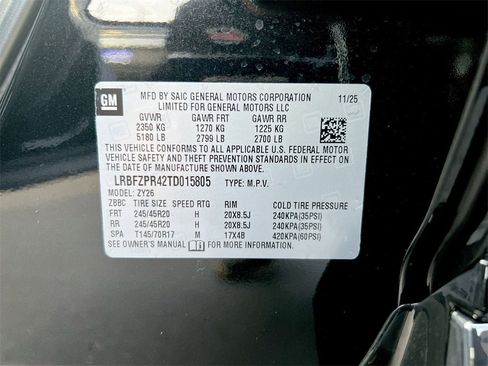 GM
MFD BY SAIC GENERAL MOTORS CORPORATION 11/25
LIMITED FOR GENERAL MOTORS LLC
GVWR GAWR FRT GAWR RR
2350 KG 1270 KG 1225 KG
5180 LB 2799 LB 2700 LB
THIS VEHICLE CONFORMS TO ALL APPLICABLE U.S. FEDERAL MOTOR
VEHICLE SAFETY AND THEFT PREVENTION STANDARDS IN EFFECT ON
THE DATE OF MANUFACTURE SHOWN ABOVE.
LRBFZPR42TD015805 TYPE: M.P.V.
MODEL: ZY26
ZBBC TIRE SIZE SPEED RTG RIM COLD TIRE PRESSURE
FRT 245/45R20 H 20X8.5J 240KPA(35PSI)
RR 245/45R20 H 20X8.5J 240KPA(35PSI)
SPA T145/70R17 M 17X4B 420KPA(60PSI)
SEE OWNER'S MANUAL FOR MORE INFORMATION